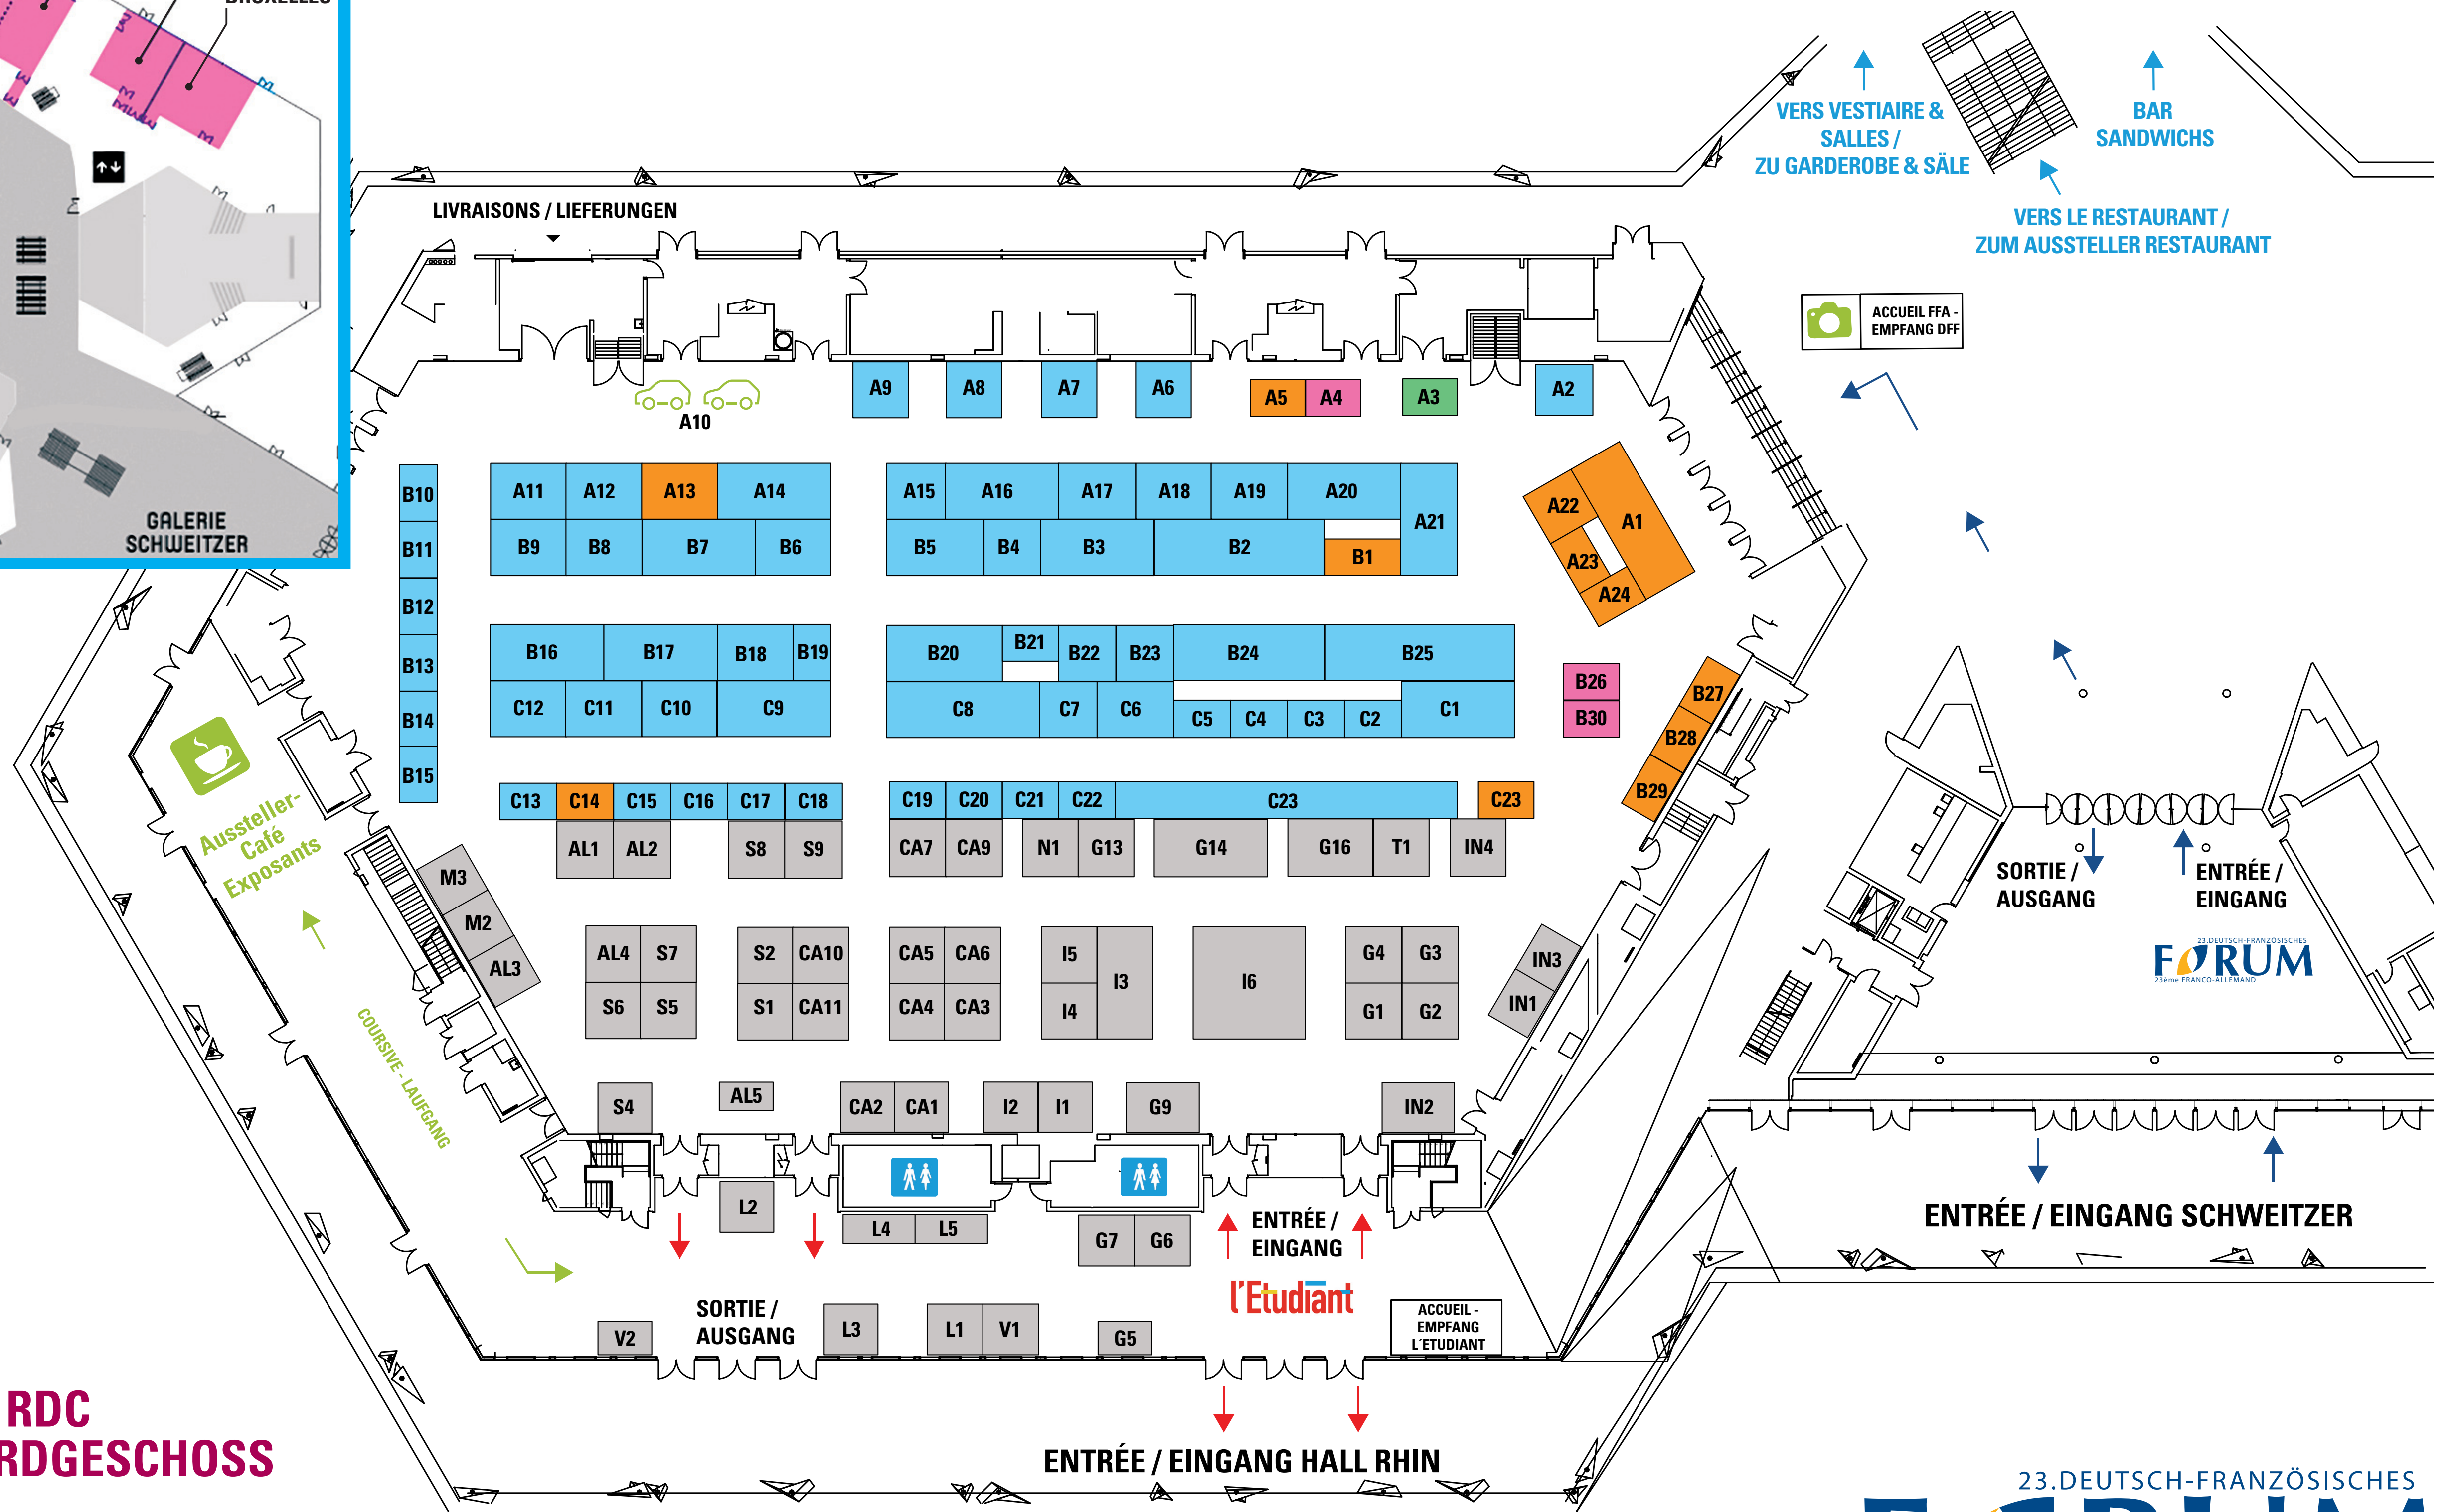 BRUXELLES
GALERIE
SCHWEITZER
VERS VESTIAIRE &
SALLES /
ZU GARDEROBE & SÄLE
BAR
SANDWICHS
VERS LE RESTAURANT /
ZUM AUSSTELLER RESTAURANT
LIVRAISONS / LIEFERUNGEN
ACCUEIL FFA -
EMPFANG DFF
A9 A8 A7 A6 A5 A4 A3 A2
A10
B10
B11
B12
B13
B14
B15
A11 A12 A13 A14
B9 B8 B7 B6
A15 A16 A17 A18 A19 A20
A21
B5 B4 B3 B2 B1
A22 A1
A23
A24
B16 B17 B18 B19
C12 C11 C10 C9
B20 B21 B22 B23 B24 B25
C8 C7 C6 C5 C4 C3 C2 C1
B26
B30
B27
B28
B29
C13 C14 C15 C16 C17 C18
AL1 AL2 S8 S9
C19 C20 C21 C22 C23 C23
CA7 CA9 N1 G13 G14 G16 T1 IN4
Aussteller-
Café
Exposants
COURSIVE - LAUFGANG
M3
M2
AL3
AL4 S7
S6 S5
S2 CA10
S1 CA11
CA5 CA6
CA4 CA3
I5
I4
I3
I6
G4 G3
G1 G2
IN3
IN1
SORTIE /
AUSGANG
ENTRÉE /
EINGANG
23.DEUTSCH-FRANZÖSISCHES
FORUM
23ème FRANCO-ALLEMAND
S4 AL5 CA2 CA1 I2 I1 G9 IN2
L2
L4 L5
G7 G6
ENTRÉE /
EINGANG
l'Etudiant
SORTIE /
AUSGANG
V2 L3 L1 V1 G5
ACCUEIL -
EMPFANG
L'ETUDIANT
ENTRÉE / EINGANG SCHWEITZER
ENTRÉE / EINGANG HALL RHIN
RDC
RDGESCHOSS
23.DEUTSCH-FRANZÖSISCHES